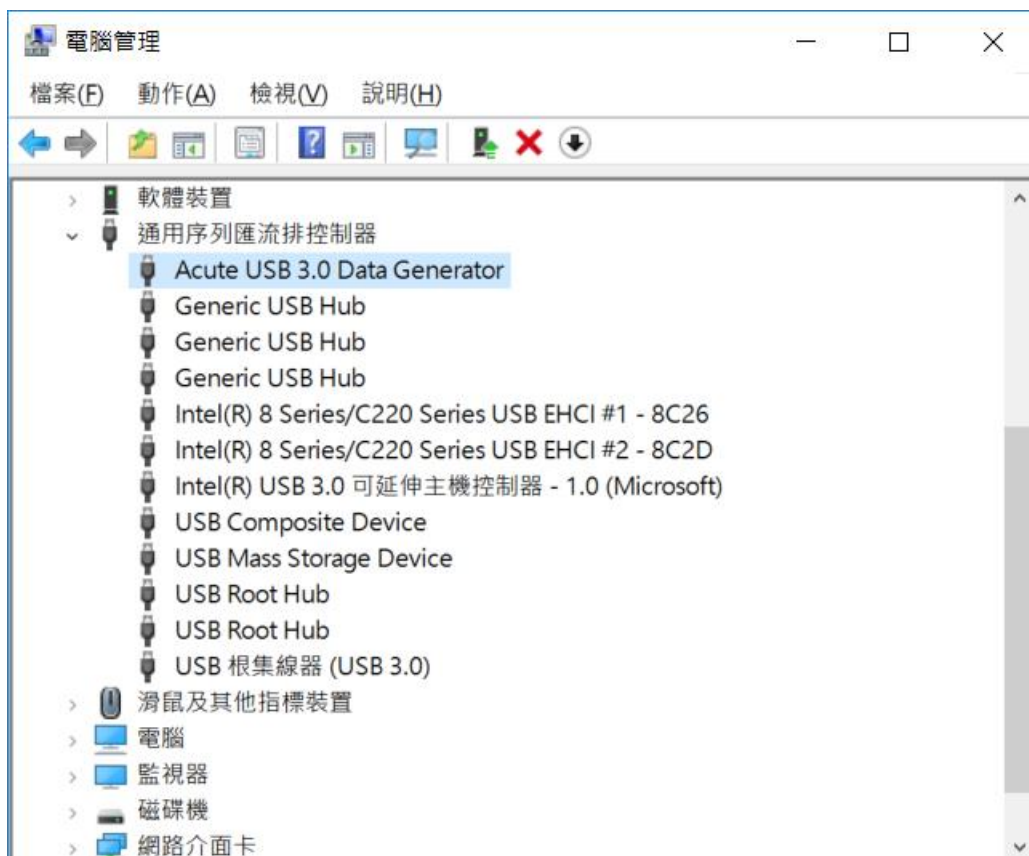 電腦管理
檔案(F) 動作(A) 檢視(V) 說明(H)
軟體裝置
通用序列匯流排控制器
Acute USB 3.0 Data Generator
Generic USB Hub
Generic USB Hub
Generic USB Hub
Intel(R) 8 Series/C220 Series USB EHCI #1 - 8C26
Intel(R) 8 Series/C220 Series USB EHCI #2 - 8C2D
Intel(R) USB 3.0 可延伸主機控制器 - 1.0 (Microsoft)
USB Composite Device
USB Mass Storage Device
USB Root Hub
USB Root Hub
USB 根集線器 (USB 3.0)
滑鼠及其他指標裝置
電腦
監視器
磁碟機
網路介面卡